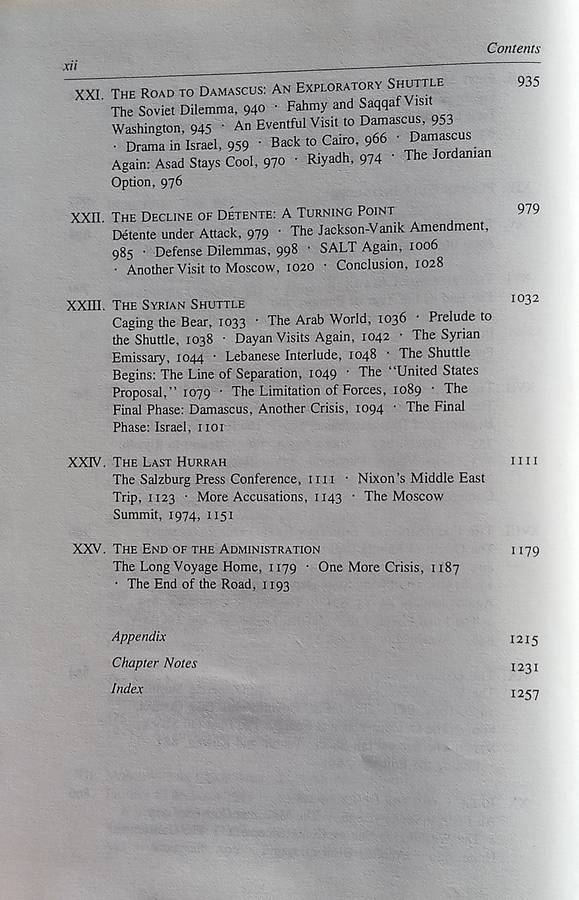 Contents
xii
XXI. THE ROAD TO DAMASCUS: AN EXPLORATORY SHUTTLE 935
The Soviet Dilemma, 940 · Fahmy and Saqqaf Visit
Washington, 945 · An Eventful Visit to Damascus, 953
· Drama in Israel, 959 · Back to Cairo, 966 · Damascus
Again: Asad Stays Cool, 970 · Riyadh, 974 · The Jordanian
Option, 976
XXII. THE DECLINE OF DÉTENTE: A TURNING POINT 979
Détente under Attack, 979 · The Jackson-Vanik Amendment,
985 · Defense Dilemmas, 998 · SALT Again, 1006
· Another Visit to Moscow, 1020 · Conclusion, 1028
XXIII. THE SYRIAN SHUTTLE 1032
Caging the Bear, 1033 · The Arab World, 1036 · Prelude to
the Shuttle, 1038 · Dayan Visits Again, 1042 · The Syrian
Emissary, 1044 · Lebanese Interlude, 1048 · The Shuttle
Begins: The Line of Separation, 1049 · The "United States
Proposal," 1079 · The Limitation of Forces, 1089 · The
Final Phase: Damascus, Another Crisis, 1094 · The Final
Phase: Israel, 1101
XXIV. THE LAST HURRAH 1111
The Salzburg Press Conference, 1111 · Nixon's Middle East
Trip, 1123 · More Accusations, 1143 · The Moscow
Summit, 1974, 1151
XXV. THE END OF THE ADMINISTRATION 1179
The Long Voyage Home, 1179 · One More Crisis, 1187
· The End of the Road, 1193
Appendix 1215
Chapter Notes 1231
Index 1257